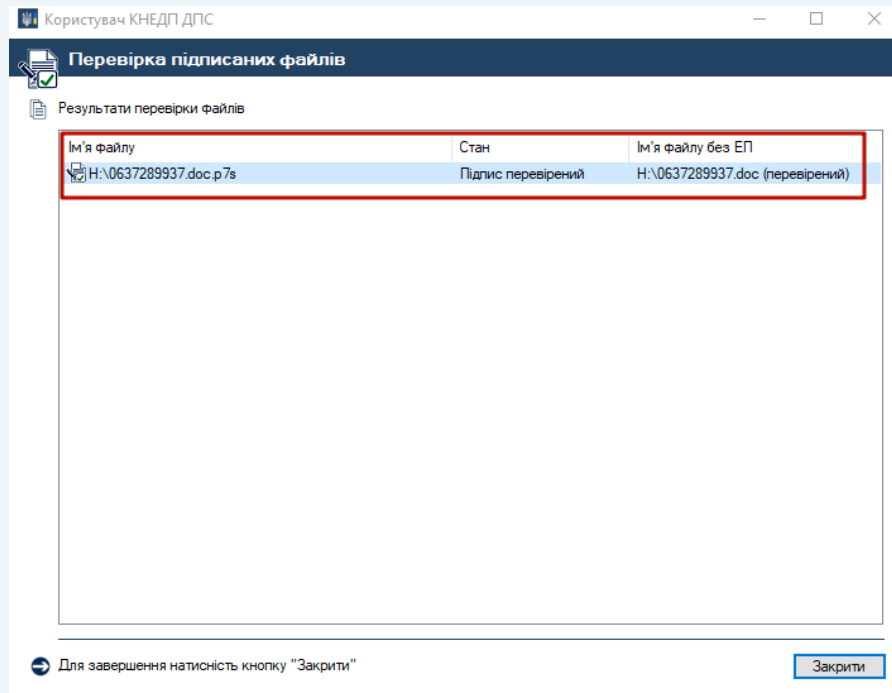 Користувач КНЕДП ДПС
Перевірка підписаних файлів
Результати перевірки файлів
Ім'я файлу Стан Ім'я файлу без ЕП
H:\0637289937.doc.p7s Підпис перевірений H:\0637289937.doc (перевірений)
Для завершення натисність кнопку "Закрити" Закрити